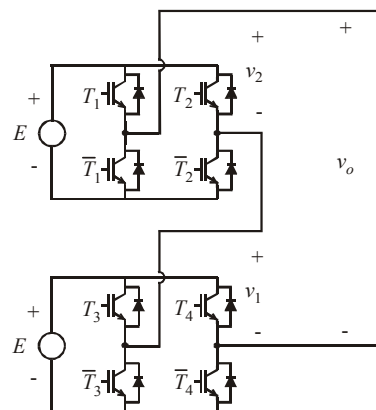 + +
T₁ T₂ v₂
+
E -
-
T̅₁ T̅₂
vₒ
+
T₃ T₄ v₁
+
E - -
-
T̅₃ T̅₄